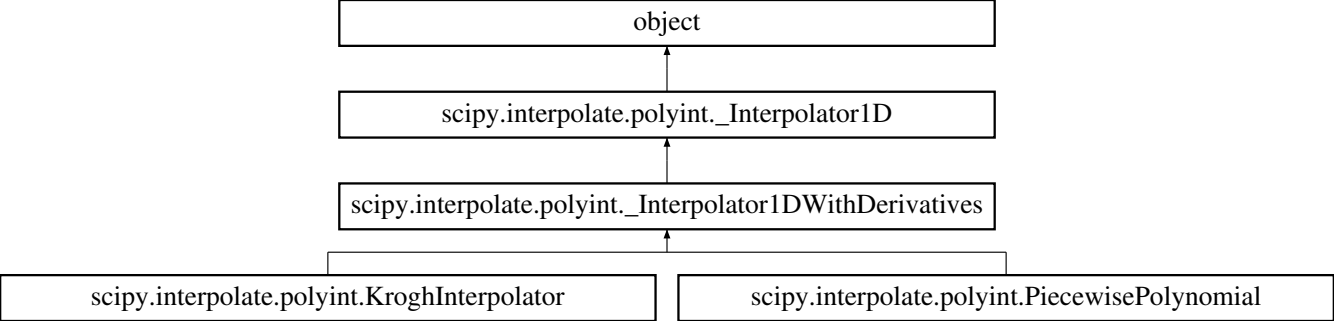 object
scipy.interpolate.polyint._Interpolator1D
scipy.interpolate.polyint._Interpolator1DWithDerivatives
scipy.interpolate.polyint.KroghInterpolator
scipy.interpolate.polyint.PiecewisePolynomial